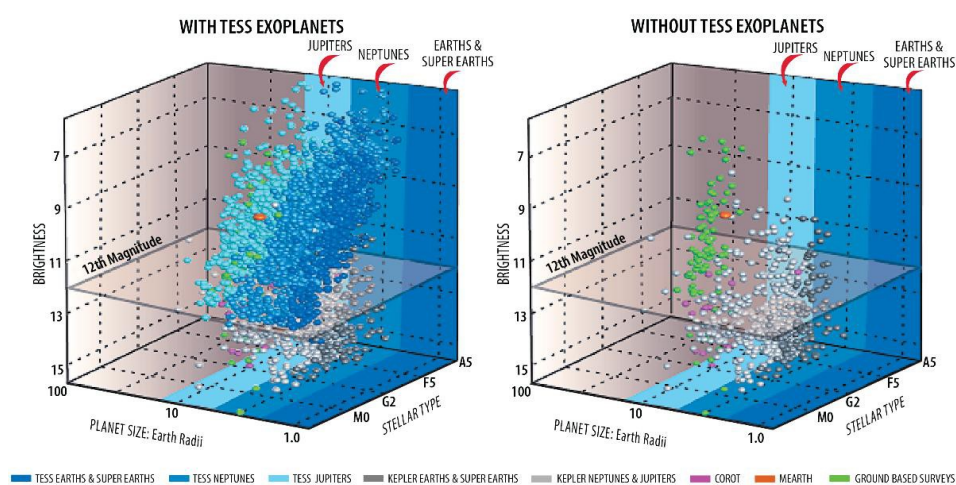 WITH TESS EXOPLANETS
JUPITERS
NEPTUNES
EARTHS &
SUPER EARTHS
7
9
11
13
15
BRIGHTNESS
12th Magnitude
100
10
1.0
PLANET SIZE: Earth Radii
M0
G2
F5
A5
STELLAR TYPE
WITHOUT TESS EXOPLANETS
JUPITERS
NEPTUNES
EARTHS &
SUPER EARTHS
7
9
11
13
15
BRIGHTNESS
12th Magnitude
100
10
1.0
PLANET SIZE: Earth Radii
M0
G2
F5
A5
STELLAR TYPE
TESS EARTHS & SUPER EARTHS
TESS NEPTUNES
TESS JUPITERS
KEPLER EARTHS & SUPER EARTHS
KEPLER NEPTUNES & JUPITERS
COROT
MEARTH
GROUND BASED SURVEYS